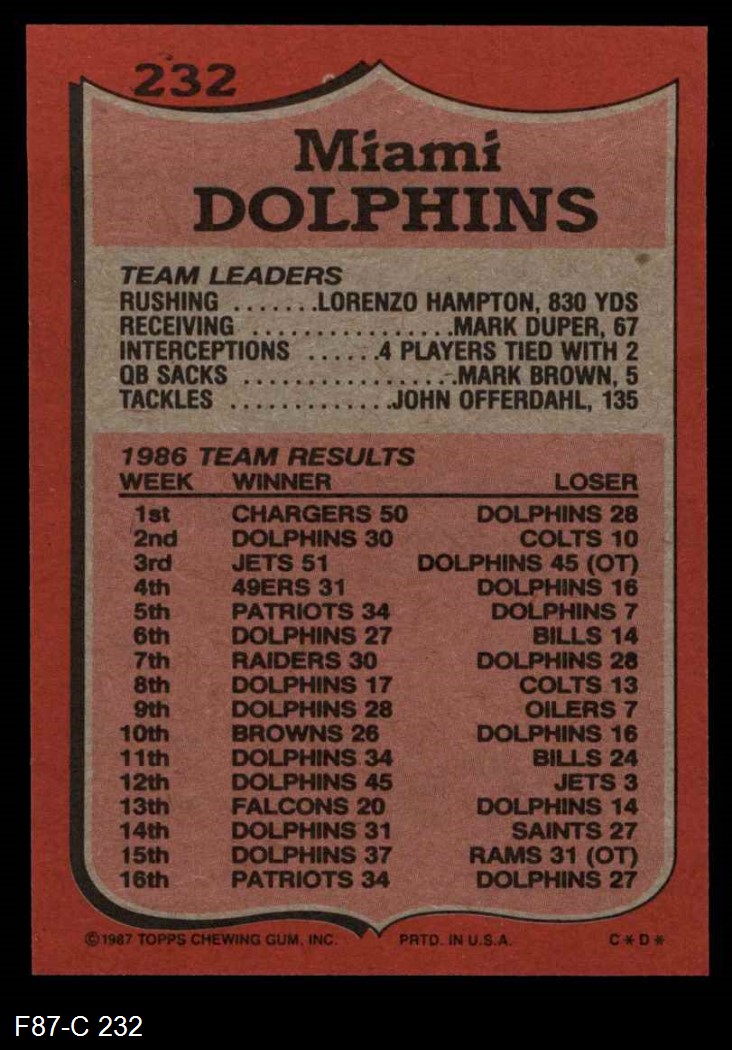 232
Miami
DOLPHINS
TEAM LEADERS
RUSHING .......LORENZO HAMPTON, 830 YDS
RECEIVING .................MARK DUPER, 67
INTERCEPTIONS ......4 PLAYERS TIED WITH 2
QB SACKS ..................MARK BROWN, 5
TACKLES .............JOHN OFFERDAHL, 135
1986 TEAM RESULTS
WEEK WINNER LOSER
1st CHARGERS 50 DOLPHINS 28
2nd DOLPHINS 30 COLTS 10
3rd JETS 51 DOLPHINS 45 (OT)
4th 49ERS 31 DOLPHINS 16
5th PATRIOTS 34 DOLPHINS 7
6th DOLPHINS 27 BILLS 14
7th RAIDERS 30 DOLPHINS 28
8th DOLPHINS 17 COLTS 13
9th DOLPHINS 28 OILERS 7
10th BROWNS 26 DOLPHINS 16
11th DOLPHINS 34 BILLS 24
12th DOLPHINS 45 JETS 3
13th FALCONS 20 DOLPHINS 14
14th DOLPHINS 31 SAINTS 27
15th DOLPHINS 37 RAMS 31 (OT)
16th PATRIOTS 34 DOLPHINS 27
©1987 TOPPS CHEWING GUM, INC. PRTD. IN U.S.A. C*D*
F87-C 232